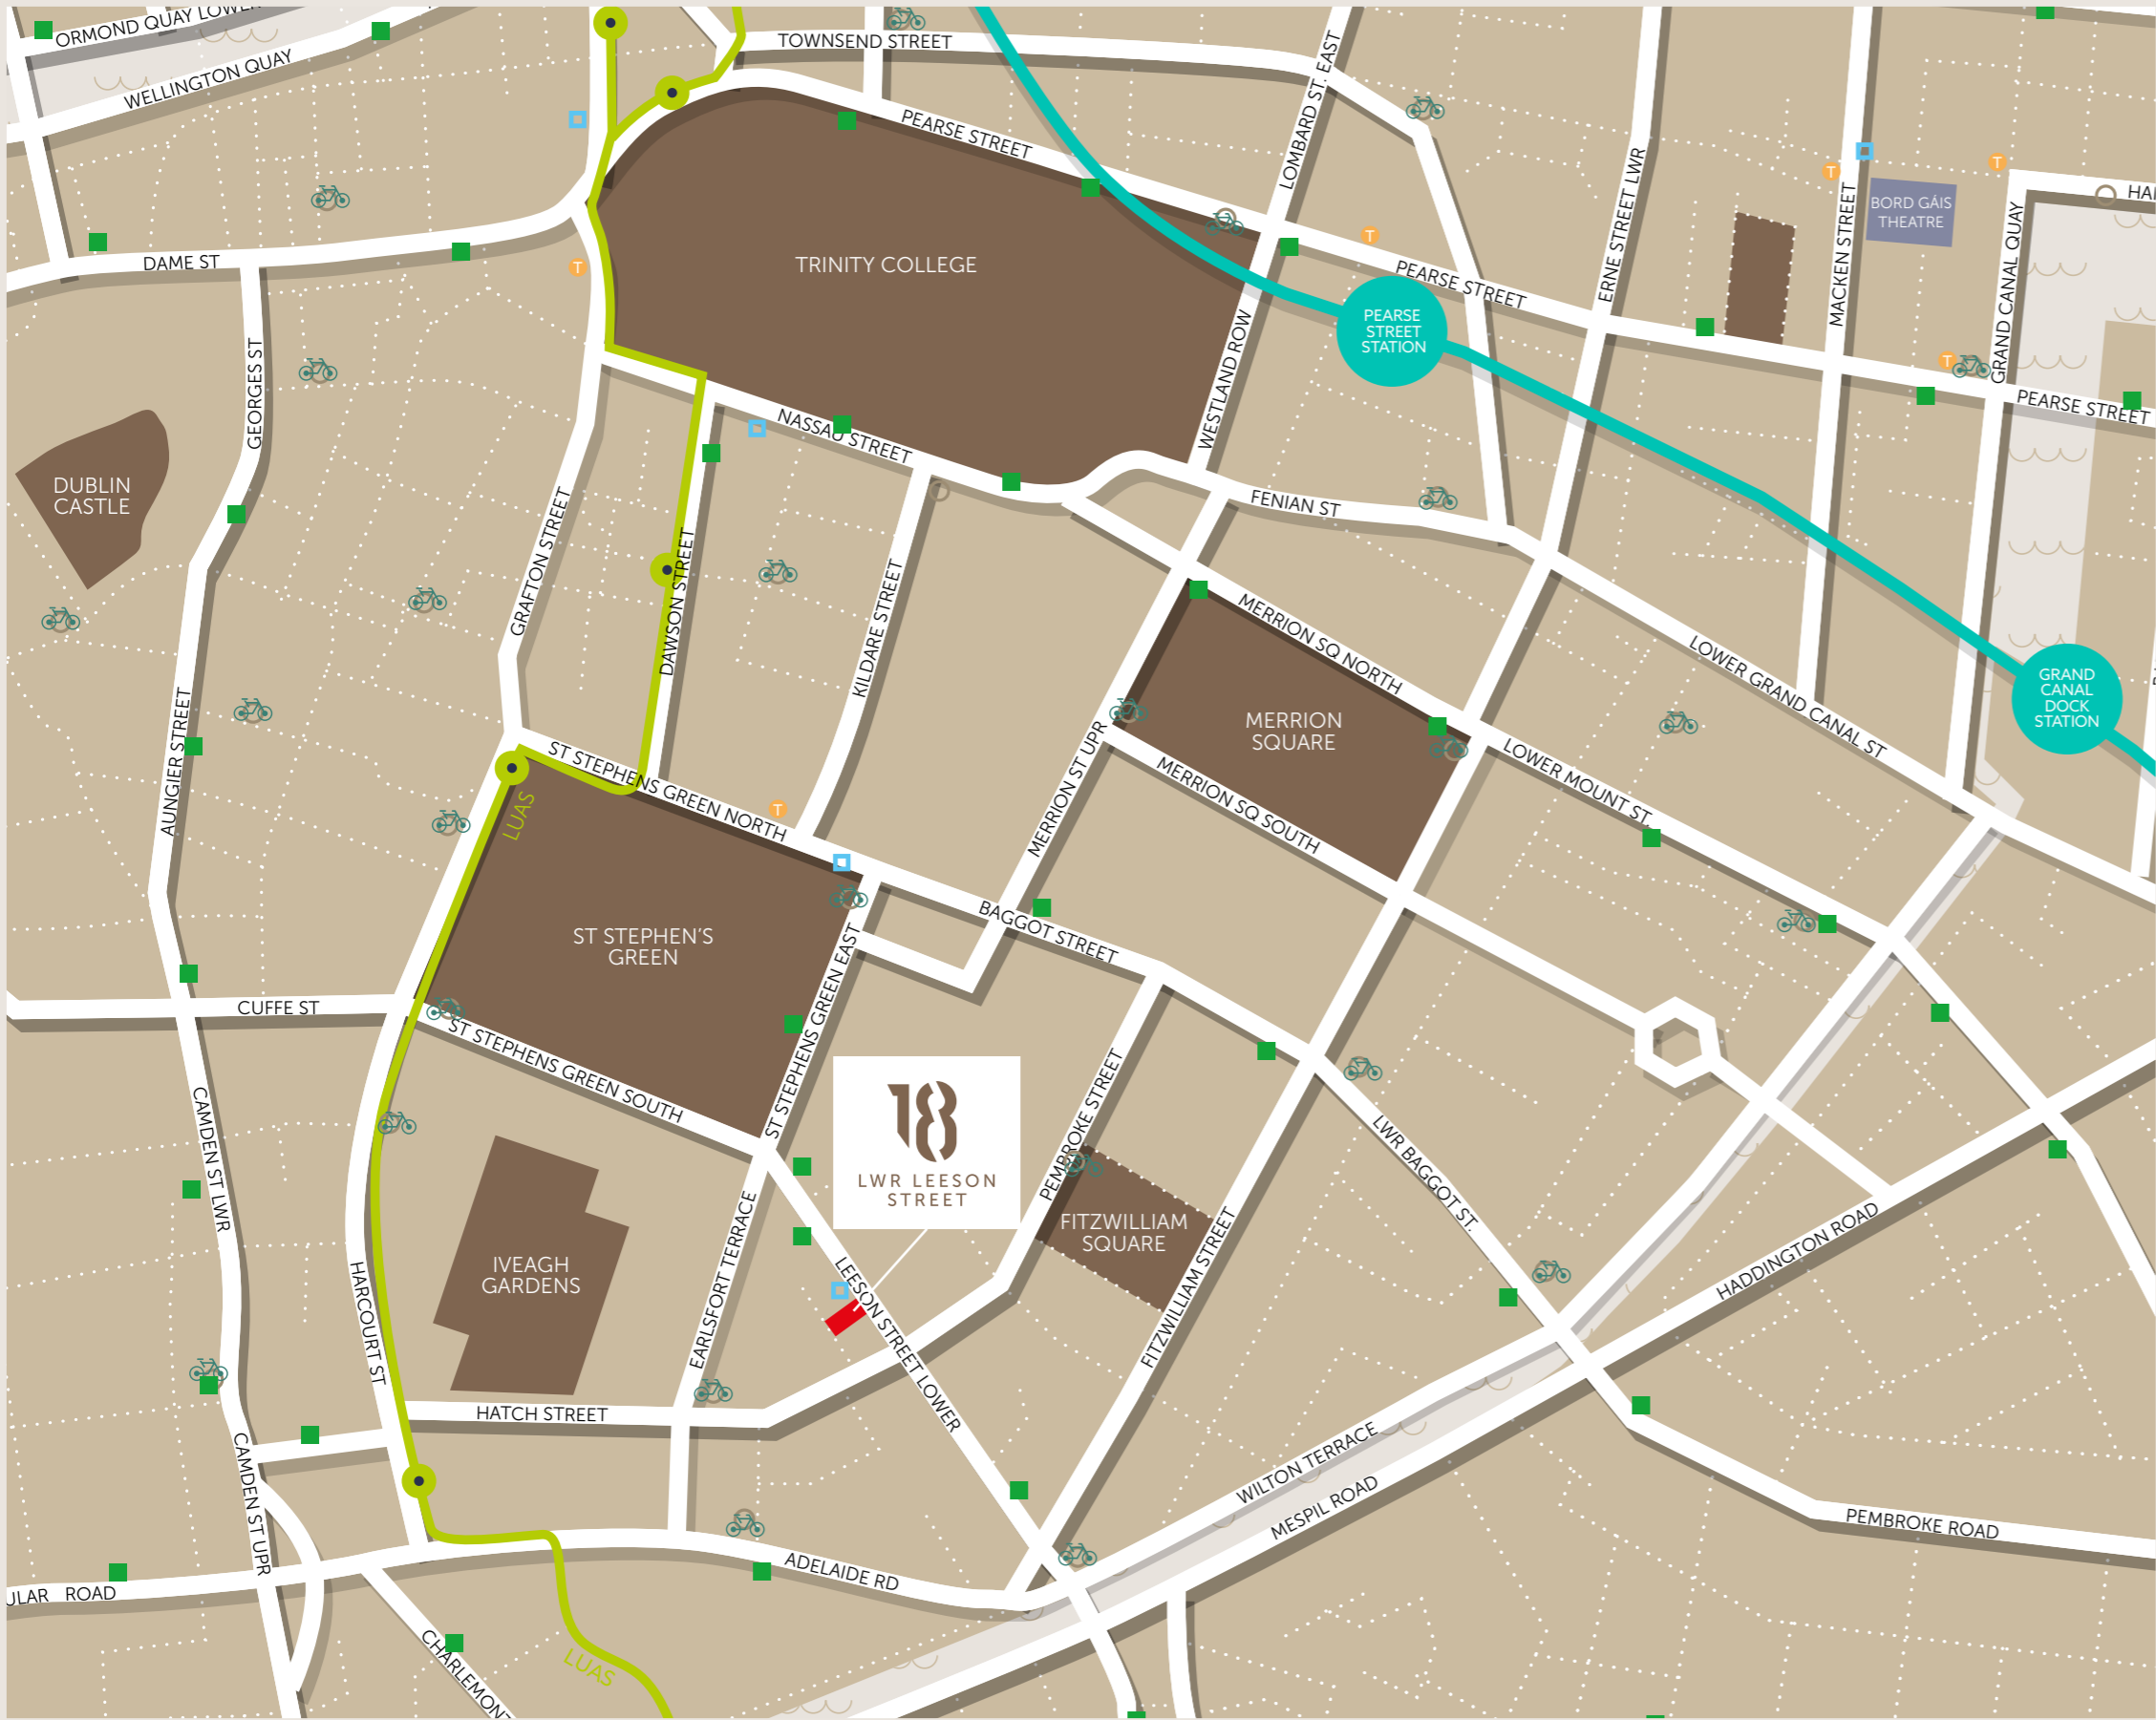 ORMOND QUAY LOWER
WELLINGTON QUAY
TOWNSEND STREET
LOMBARD ST. EAST
PEARSE STREET
ERNE STREET LWR
MACKEN STREET
BORD GÁIS
THEATRE
GRAND CANAL QUAY
HA
T
T
T
T
T
T
DAME ST
TRINITY COLLEGE
PEARSE STREET
PEARSE
STREET
STATION
PEARSE STREET
GEORGES ST
WESTLAND ROW
NASSAU STREET
DUBLIN
CASTLE
FENIAN ST
GRAFTON STREET
DAWSON STREET
KILDARE STREET
MERRION SQ NORTH
LOWER GRAND CANAL ST
GRAND
CANAL
DOCK
STATION
AUNGIER STREET
MERRION
SQUARE
MERRION ST UPR
MERRION SQ SOUTH
LOWER MOUNT ST.
ST STEPHENS GREEN NORTH
LUAS
BAGGOT STREET
ST STEPHEN'S
GREEN
ST STEPHENS GREEN EAST
CUFFE ST
ST STEPHENS GREEN SOUTH
CAMDEN ST LWR
18
LWR LEESON
STREET
PEMBROKE STREET
LWR BAGGOT ST.
FITZWILLIAM
SQUARE
FITZWILLIAM STREET
HADDINGTON ROAD
IVEAGH
GARDENS
EARLSFORT TERRACE
LEESON STREET LOWER
HARCOURT ST
HATCH STREET
CAMDEN ST UPR
WILTON TERRACE
MESPIL ROAD
PEMBROKE ROAD
ADELAIDE RD
ULAR ROAD
CHARLEMONT
LUAS